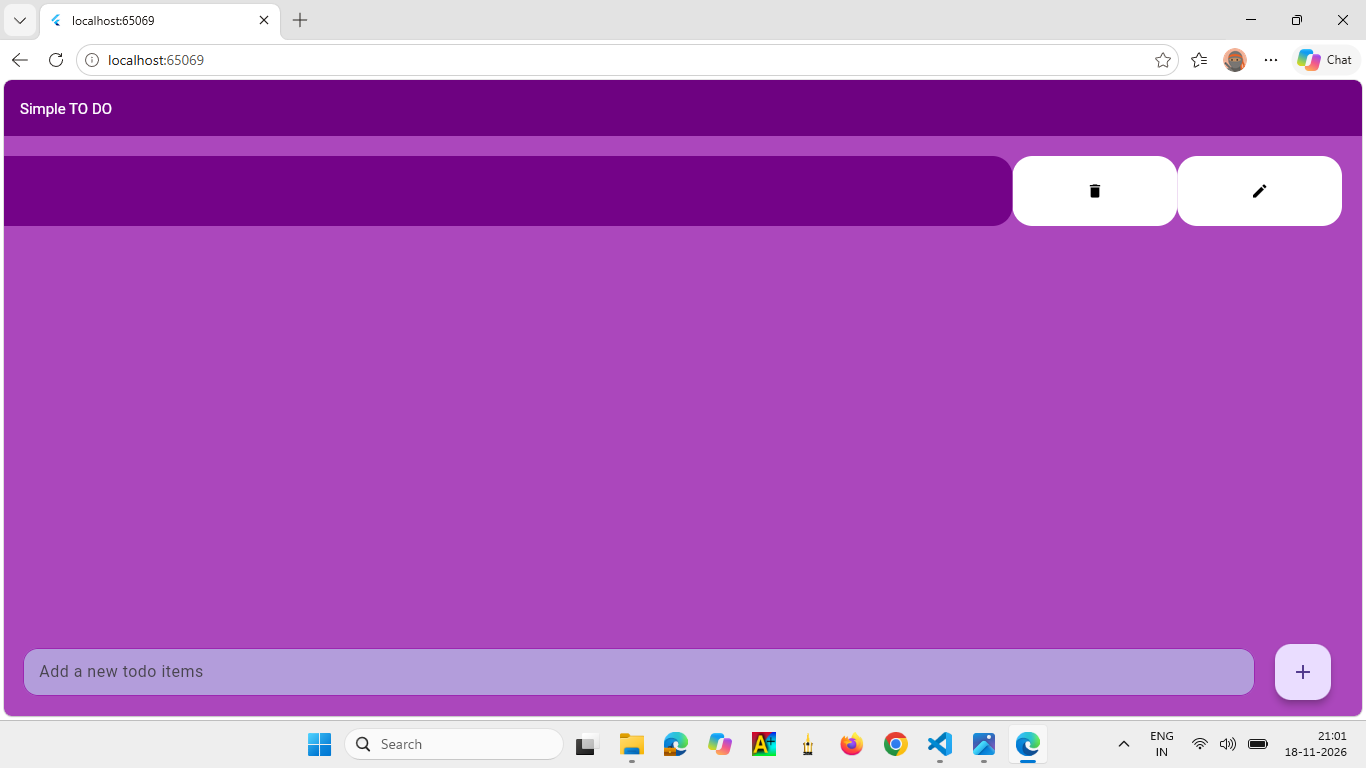 localhost:65069
localhost:65069
Chat
Simple TO DO
Add a new todo items
Search
ENG
IN
21:01
18-11-2026